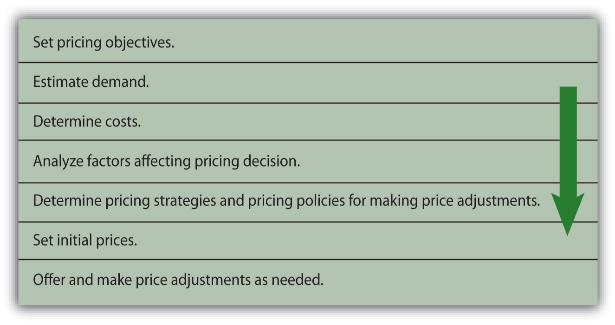 Set pricing objectives.
Estimate demand.
Determine costs.
Analyze factors affecting pricing decision.
Determine pricing strategies and pricing policies for making price adjustments.
Set initial prices.
Offer and make price adjustments as needed.